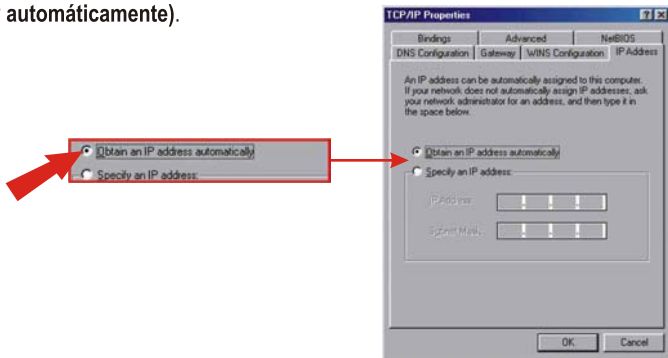 automáticamente).
TCP/IP Properties
Bindings
Advanced
NetBIOS
DNS Configuration
Gateway
WINS Configuration
IP Address
An IP address can be automatically assigned to this computer.
If your network does not automatically assign IP addresses, ask
your network administrator for an address, and then type it in
the space below.
Obtain an IP address automatically
Specify an IP address:
IP Address:
Subnet Mask:
OK
Cancel
Obtain an IP address automatically
Specify an IP address: